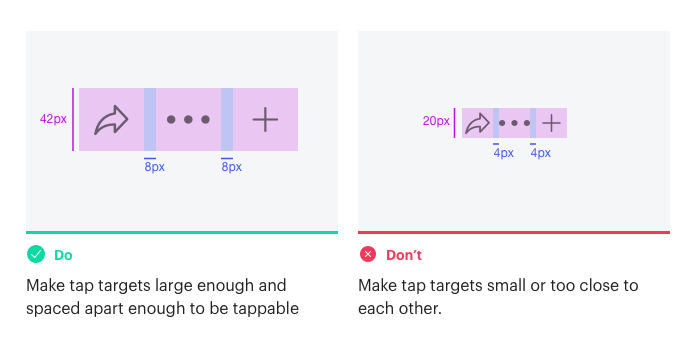 42px
8px
8px
Do
Make tap targets large enough and
spaced apart enough to be tappable
20px
4px
4px
Don’t
Make tap targets small or too close to
each other.